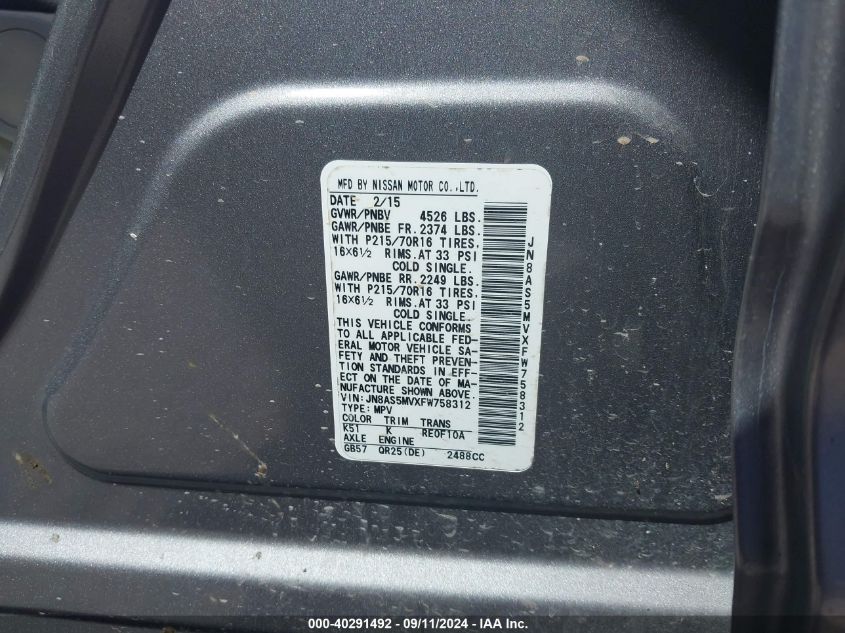 MFD BY NISSAN MOTOR CO.,LTD.
DATE 2/15
GVWR/PNBV 4526 LBS.
GAWR/PNBE FR. 2374 LBS.
WITH P215/70R16 TIRES,
16×6½ RIMS.AT 33 PSI
COLD SINGLE.
GAWR/PNBE RR. 2249 LBS.
WITH P215/70R16 TIRES,
16×6½ RIMS.AT 33 PSI
COLD SINGLE.
THIS VEHICLE CONFORMS
TO ALL APPLICABLE FED-
ERAL MOTOR VEHICLE SA-
FETY AND THEFT PREVEN-
TION STANDARDS IN EFF-
ECT ON THE DATE OF MA-
NUFACTURE SHOWN ABOVE.
VIN: JN8AS5MVXFW758312
TYPE: MPV
COLOR TRIM TRANS
K51 K RE0F10A
AXLE ENGINE
GB57 QR25(DE) 2488CC
JN8AS5MVXFW758312
000-40291492 - 09/11/2024 - IAA Inc.